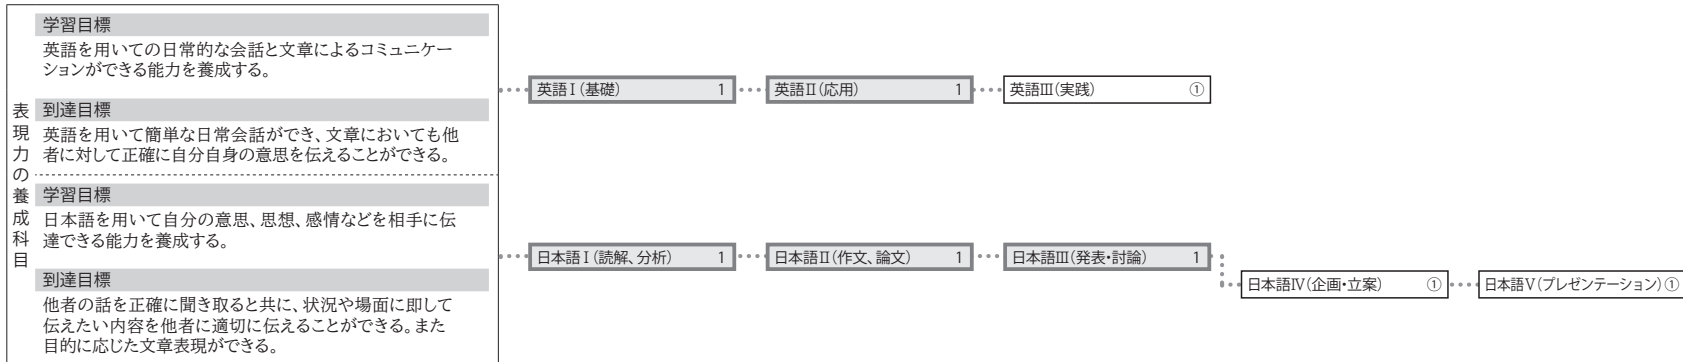 表現力の養成科目
学習目標
英語を用いての日常的な会話と文章によるコミュニケー
ションができる能力を養成する。
到達目標
英語を用いて簡単な日常会話ができ、文章においても他
者に対して正確に自分自身の意思を伝えることができる。
英語Ⅰ(基礎) 1
英語Ⅱ(応用) 1
英語Ⅲ(実践) ①
学習目標
日本語を用いて自分の意思、思想、感情などを相手に伝
達できる能力を養成する。
到達目標
他者の話を正確に聞き取ると共に、状況や場面に即して
伝えたい内容を他者に適切に伝えることができる。また
目的に応じた文章表現ができる。
日本語Ⅰ(読解、分析) 1
日本語Ⅱ(作文、論文) 1
日本語Ⅲ(発表・討論) 1
日本語Ⅳ(企画・立案) ①
日本語Ⅴ(プレゼンテーション) ①